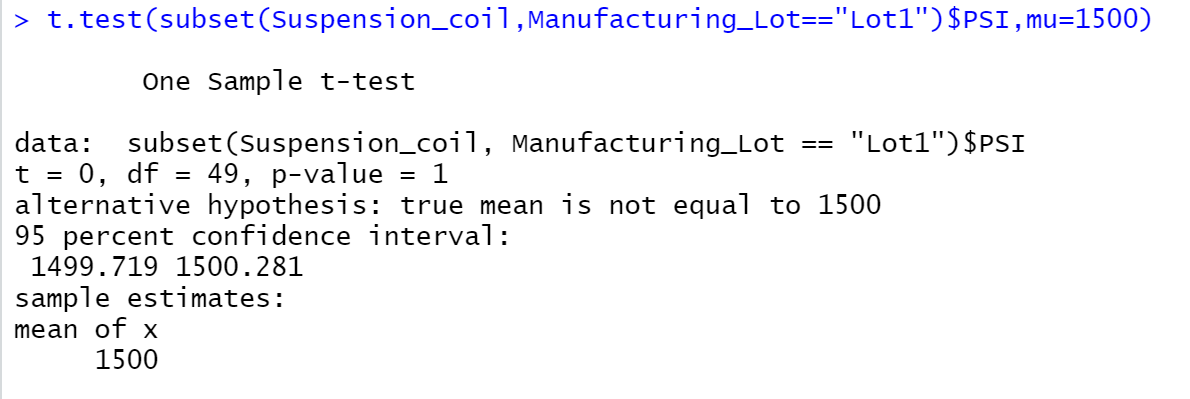 > t.test(subset(Suspension_coil,Manufacturing_Lot=="Lot1")$PSI,mu=1500)
One Sample t-test
data:  subset(Suspension_coil, Manufacturing_Lot == "Lot1")$PSI
t = 0, df = 49, p-value = 1
alternative hypothesis: true mean is not equal to 1500
95 percent confidence interval:
1499.719 1500.281
sample estimates:
mean of x
1500